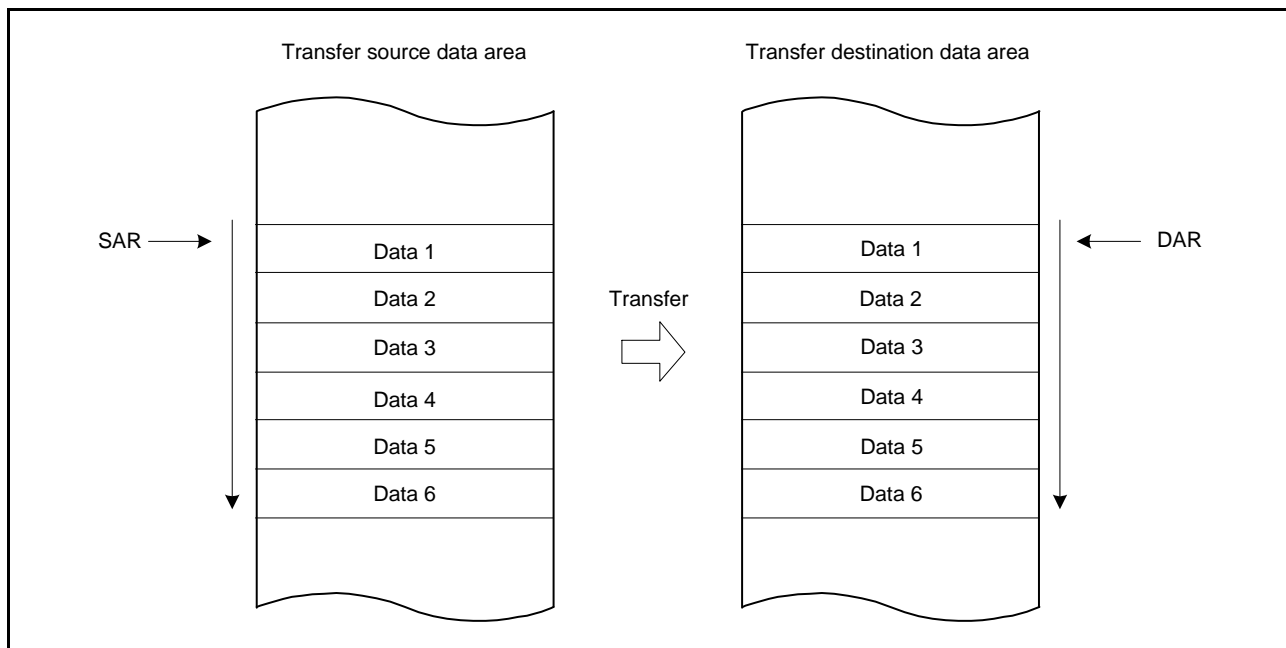 Transfer source data area
Transfer destination data area
SAR
Data 1
Data 2
Data 3
Data 4
Data 5
Data 6
Transfer
Data 1
Data 2
Data 3
Data 4
Data 5
Data 6
DAR